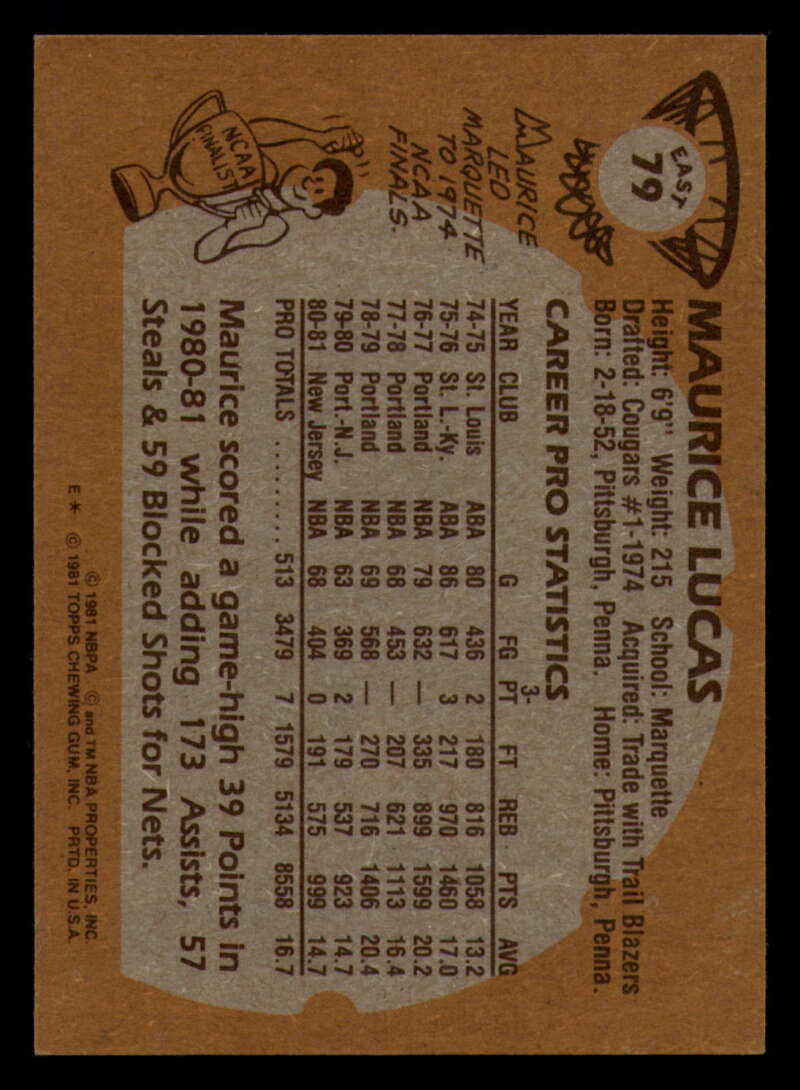 EAST
79
MAURICE LUCAS
Height: 6'9" Weight: 215 School: Marquette
Drafted: Cougars #1-1974 Acquired: Trade with Trail Blazers
Born: 2-18-52, Pittsburgh, Penna. Home: Pittsburgh, Penna.
MAURICE
LED
MARQUETTE
TO 1974
NCAA
FINALS.
NCAA
FINALIST
CAREER PRO STATISTICS
YEAR CLUB G FG 3-PT FT REB PTS AVG
74-75 St. Louis ABA 80 436 2 180 816 1058 13.2
75-76 St. L.-Ky. ABA 86 617 3 217 970 1460 17.0
76-77 Portland NBA 79 632 — 335 899 1599 20.2
77-78 Portland NBA 68 453 — 207 621 1113 16.4
78-79 Portland NBA 69 568 — 270 716 1406 20.4
79-80 Port.-N.J. NBA 63 369 2 179 537 923 14.7
80-81 New Jersey NBA 68 404 0 191 575 999 14.7
PRO TOTALS ......... 513 3479 7 1579 5134 8558 16.7
Maurice scored a game-high 39 Points in
1980-81 while adding 173 Assists, 57
Steals & 59 Blocked Shots for Nets.
© 1981 NBPA © and TM NBA PROPERTIES, INC.
E* © 1981 TOPPS CHEWING GUM, INC. PRTD. IN U.S.A.